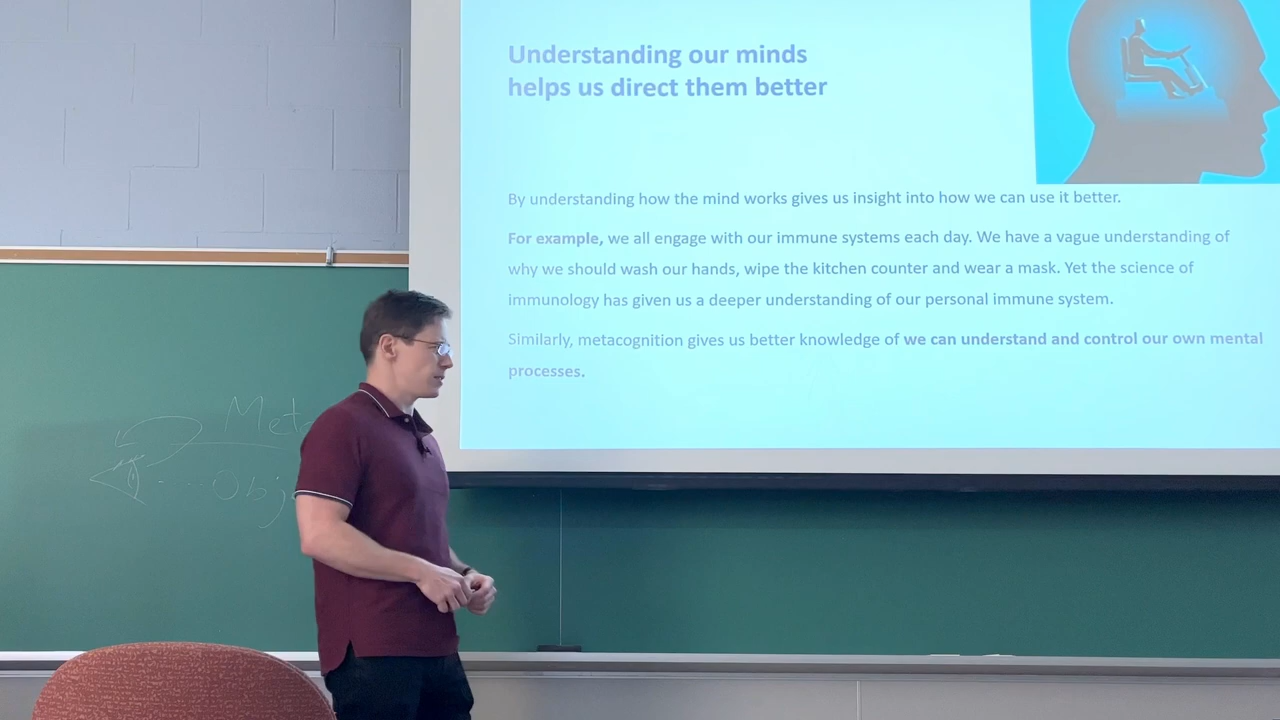 Understanding our minds
helps us direct them better
By understanding how the mind works gives us insight into how we can use it better.
For example, we all engage with our immune systems each day. We have a vague understanding of
why we should wash our hands, wipe the kitchen counter and wear a mask. Yet the science of
immunology has given us a deeper understanding of our personal immune system.
Similarly, metacognition gives us better knowledge of we can understand and control our own mental
processes.
Meta
Obj